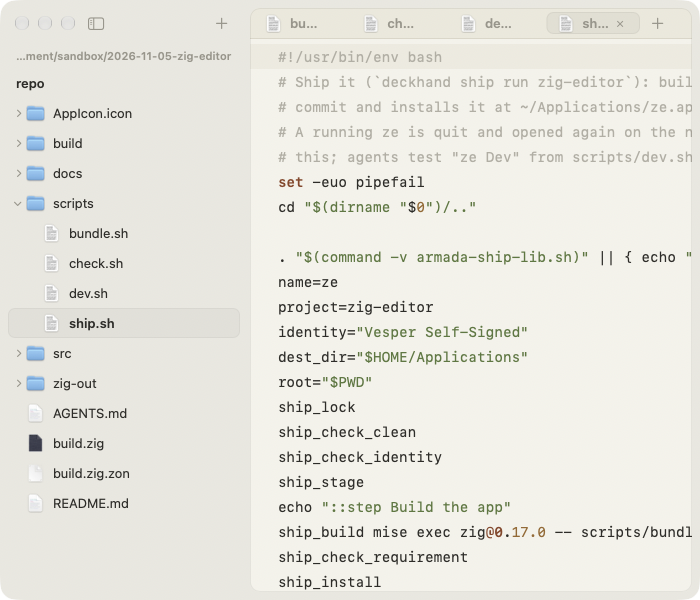 ...ment/sandbox/2026-11-05-zig-editor
repo
AppIcon.icon
build
docs
scripts
bundle.sh
check.sh
dev.sh
ship.sh
src
zig-out
AGENTS.md
build.zig
build.zig.zon
README.md
bu... ch... de... sh... × +
#!/usr/bin/env bash
# Ship it (`deckhand ship run zig-editor`): buil
# commit and installs it at ~/Applications/ze.ap
# A running ze is quit and opened again on the n
# this; agents test "ze Dev" from scripts/dev.sh
set -euo pipefail
cd "$(dirname "$0")/.."
. "$(command -v armada-ship-lib.sh)" || { echo "
name=ze
project=zig-editor
identity="Vesper Self-Signed"
dest_dir="$HOME/Applications"
root="$PWD"
ship_lock
ship_check_clean
ship_check_identity
ship_stage
echo "::step Build the app"
ship_build mise exec zig@0.17.0 -- scripts/bundl
ship_check_requirement
ship_install